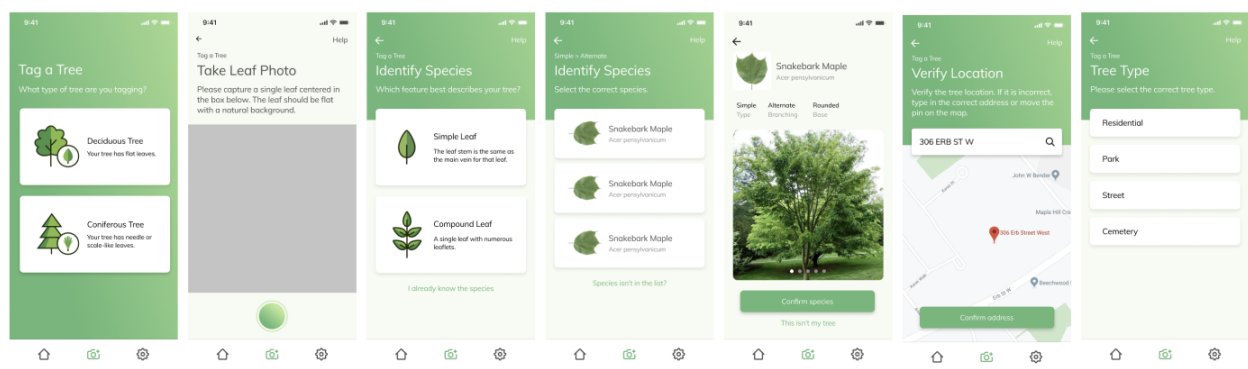 9:41
Tag a Tree
What type of tree are you tagging?
Deciduous Tree
Your tree has flat leaves.
Coniferous Tree
Your tree has needle or
scale-like leaves.
9:41
Help
Tag a Tree
Take Leaf Photo
Please capture a single leaf centered in
the box below. The leaf should be flat
with a natural background.
9:41
Help
Tag a Tree
Identify Species
Which feature best describes your tree?
Simple Leaf
The leaf stem is the same as
the main vein for that leaf.
Compound Leaf
A single leaf with numerous
leaflets.
I already know the species
9:41
Help
Simple > Alternate
Identify Species
Select the correct species.
Snakebark Maple
Acer pensylvanicum
Snakebark Maple
Acer pensylvanicum
Snakebark Maple
Acer pensylvanicum
Species isn't in the list?
9:41
Snakebark Maple
Acer pensylvanicum
Simple Alternate Rounded
Type Branching Base
Confirm species
This isn't my tree
9:41
Help
Tag a Tree
Verify Location
Verify the tree location. If it is incorrect,
type in the correct address or move the
pin on the map.
306 ERB ST W
John W Bender
Maple Hill Cre
306 Erb Street West
Beechwood
Erb St W
Confirm address
9:41
Help
Tag a Tree
Tree Type
Please select the correct tree type.
Residential
Park
Street
Cemetery